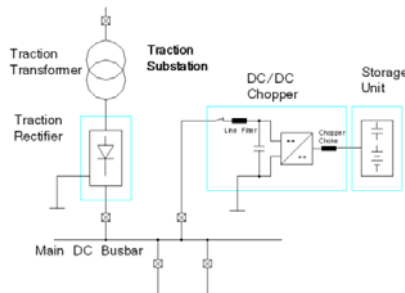 Traction
Transformer
Traction
Substation
DC/DC
Chopper
Storage
Unit
Traction
Rectifier
Line Filter
Chopper
Choke
Main DC Busbar